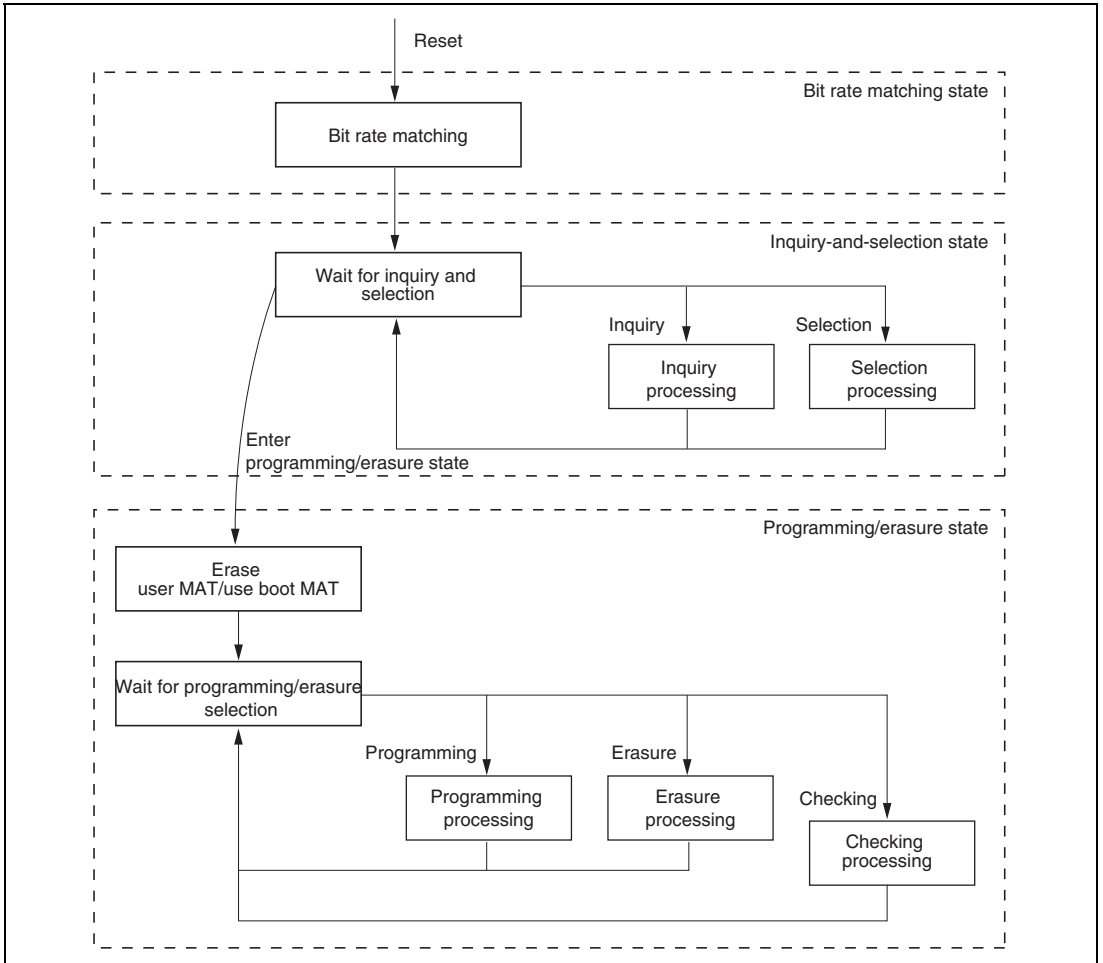 Reset
Bit rate matching state
Bit rate matching
Inquiry-and-selection state
Wait for inquiry and
selection
Inquiry
Selection
Inquiry
processing
Selection
processing
Enter
programming/erasure state
Programming/erasure state
Erase
user MAT/use boot MAT
Wait for programming/erasure
selection
Programming
Erasure
Checking
Programming
processing
Erasure
processing
Checking
processing